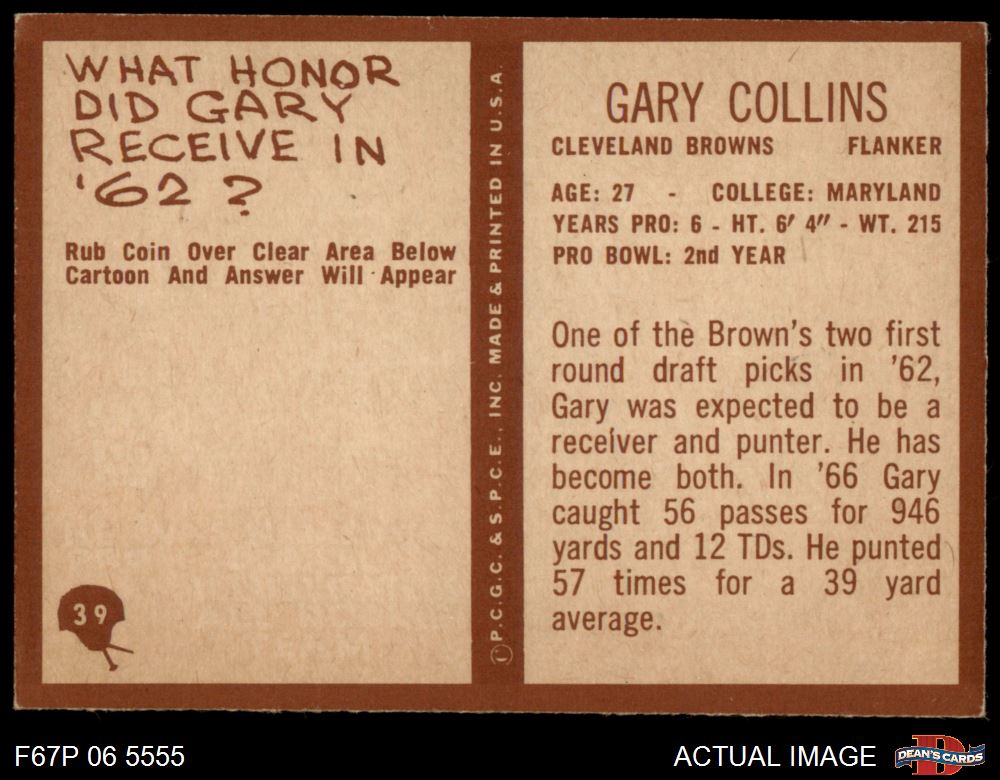 WHAT HONOR
DID GARY
RECEIVE IN
'62 ?
Rub Coin Over Clear Area Below
Cartoon And Answer Will Appear
39
© P.C.G.C. & S.P.C.E., INC. MADE & PRINTED IN U.S.A.
GARY COLLINS
CLEVELAND BROWNS FLANKER
AGE: 27 - COLLEGE: MARYLAND
YEARS PRO: 6 - HT. 6' 4" - WT. 215
PRO BOWL: 2nd YEAR
One of the Brown's two first
round draft picks in '62,
Gary was expected to be a
receiver and punter. He has
become both. In '66 Gary
caught 56 passes for 946
yards and 12 TDs. He punted
57 times for a 39 yard
average.
F67P 06 5555
ACTUAL IMAGE
D
DEAN'S CARDS